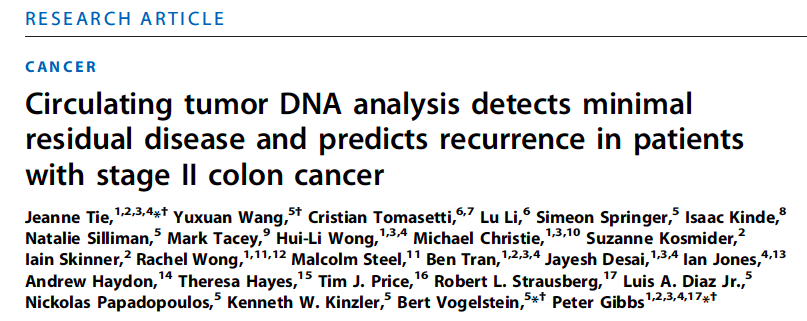 RESEARCH ARTICLE
CANCER
Circulating tumor DNA analysis detects minimal
residual disease and predicts recurrence in patients
with stage II colon cancer
Jeanne Tie,1,2,3,4*† Yuxuan Wang,5† Cristian Tomasetti,6,7 Lu Li,6 Simeon Springer,5 Isaac Kinde,8
Natalie Silliman,5 Mark Tacey,9 Hui-Li Wong,1,3,4 Michael Christie,1,3,10 Suzanne Kosmider,2
Iain Skinner,2 Rachel Wong,1,11,12 Malcolm Steel,11 Ben Tran,1,2,3,4 Jayesh Desai,1,3,4 Ian Jones,4,13
Andrew Haydon,14 Theresa Hayes,15 Tim J. Price,16 Robert L. Strausberg,17 Luis A. Diaz Jr.,5
Nickolas Papadopoulos,5 Kenneth W. Kinzler,5 Bert Vogelstein,5*† Peter Gibbs1,2,3,4,17*†